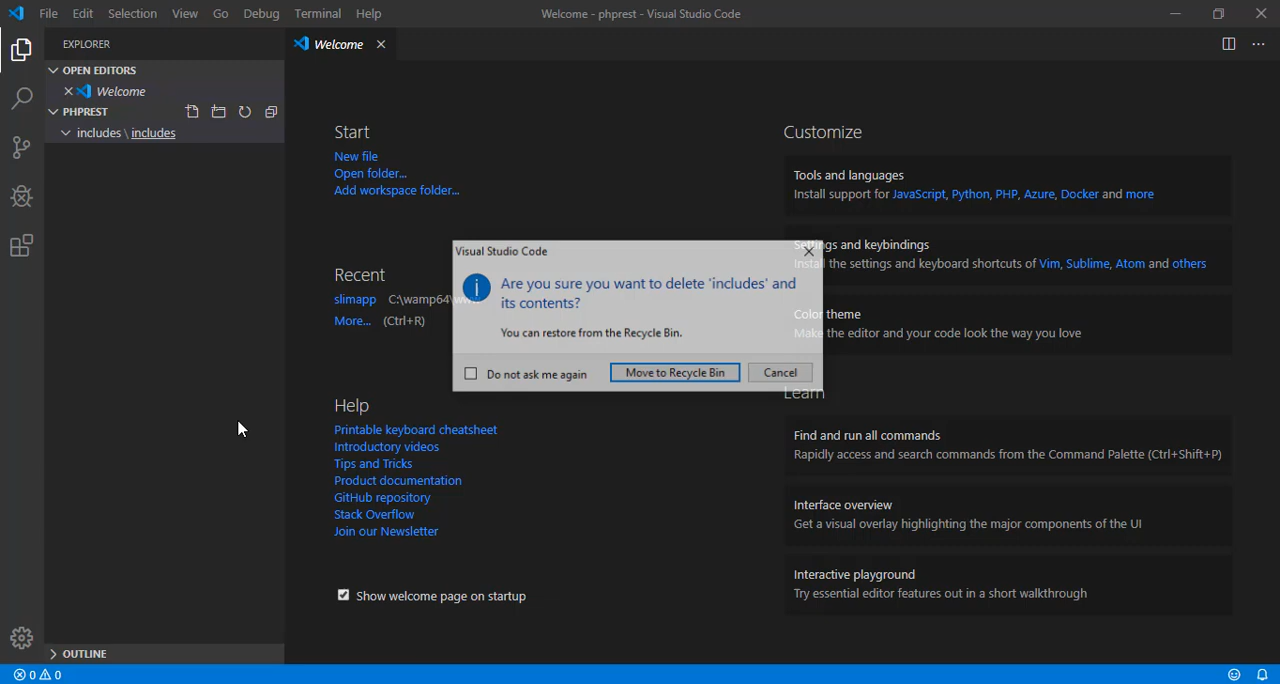 File Edit Selection View Go Debug Terminal Help
Welcome - phprest - Visual Studio Code
EXPLORER
OPEN EDITORS
Welcome
PHPREST
includes \ includes
OUTLINE
Welcome
Start
New file
Open folder...
Add workspace folder...
Recent
slimapp C:\wamp64\
More... (Ctrl+R)
Help
Printable keyboard cheatsheet
Introductory videos
Tips and Tricks
Product documentation
GitHub repository
Stack Overflow
Join our Newsletter
Show welcome page on startup
Customize
Tools and languages
Install support for JavaScript, Python, PHP, Azure, Docker and more
Settings and keybindings
Install the settings and keyboard shortcuts of Vim, Sublime, Atom and others
Color theme
Make the editor and your code look the way you love
Learn
Find and run all commands
Rapidly access and search commands from the Command Palette (Ctrl+Shift+P)
Interface overview
Get a visual overlay highlighting the major components of the UI
Interactive playground
Try essential editor features out in a short walkthrough
Visual Studio Code
Are you sure you want to delete 'includes' and
its contents?
You can restore from the Recycle Bin.
Do not ask me again
Move to Recycle Bin
Cancel
0 0